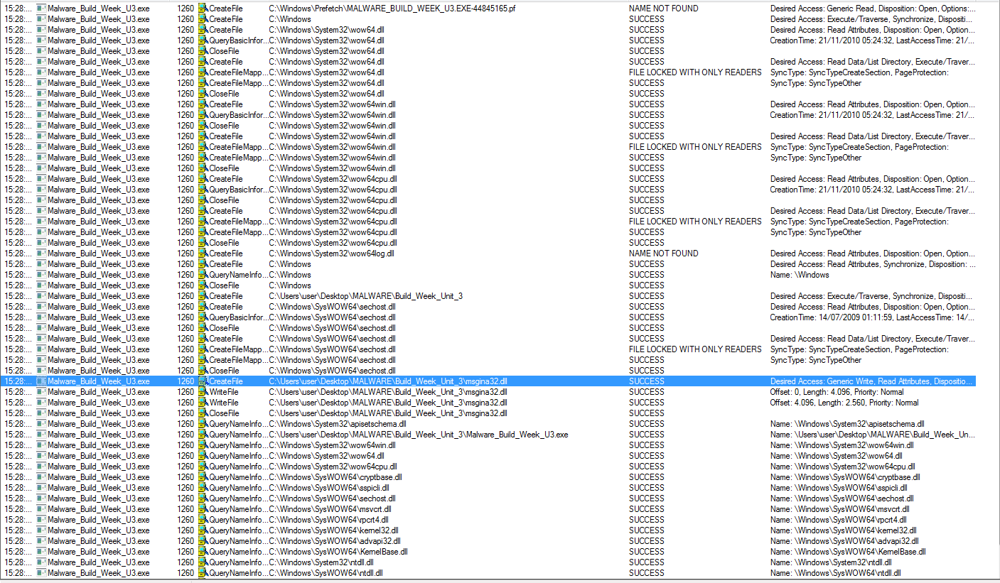 15:28:... Malware_Build_Week_U3.exe 1260 CreateFile C:\Windows\Prefetch\MALWARE_BUILD_WEEK_U3.EXE-44845165.pf NAME NOT FOUND Desired Access: Generic Read, Disposition: Open, Options:...
15:28:... Malware_Build_Week_U3.exe 1260 CreateFile C:\Windows SUCCESS Desired Access: Execute/Traverse, Synchronize, Dispositi...
15:28:... Malware_Build_Week_U3.exe 1260 CreateFile C:\Windows\System32\wow64.dll SUCCESS Desired Access: Read Attributes, Disposition: Open, Option...
15:28:... Malware_Build_Week_U3.exe 1260 QueryBasicInfor... C:\Windows\System32\wow64.dll SUCCESS CreationTime: 21/11/2010 05:24:32, LastAccessTime: 21/...
15:28:... Malware_Build_Week_U3.exe 1260 CloseFile C:\Windows\System32\wow64.dll SUCCESS
15:28:... Malware_Build_Week_U3.exe 1260 CreateFile C:\Windows\System32\wow64.dll SUCCESS Desired Access: Read Data/List Directory, Execute/Traver...
15:28:... Malware_Build_Week_U3.exe 1260 CreateFileMapp... C:\Windows\System32\wow64.dll FILE LOCKED WITH ONLY READERS SyncType: SyncTypeCreateSection, PageProtection:
15:28:... Malware_Build_Week_U3.exe 1260 CreateFileMapp... C:\Windows\System32\wow64.dll SUCCESS SyncType: SyncTypeOther
15:28:... Malware_Build_Week_U3.exe 1260 CloseFile C:\Windows\System32\wow64.dll SUCCESS
15:28:... Malware_Build_Week_U3.exe 1260 CreateFile C:\Windows\System32\wow64win.dll SUCCESS Desired Access: Read Attributes, Disposition: Open, Option...
15:28:... Malware_Build_Week_U3.exe 1260 QueryBasicInfor... C:\Windows\System32\wow64win.dll SUCCESS CreationTime: 21/11/2010 05:24:32, LastAccessTime: 21/...
15:28:... Malware_Build_Week_U3.exe 1260 CloseFile C:\Windows\System32\wow64win.dll SUCCESS
15:28:... Malware_Build_Week_U3.exe 1260 CreateFile C:\Windows\System32\wow64win.dll SUCCESS Desired Access: Read Data/List Directory, Execute/Traver...
15:28:... Malware_Build_Week_U3.exe 1260 CreateFileMapp... C:\Windows\System32\wow64win.dll FILE LOCKED WITH ONLY READERS SyncType: SyncTypeCreateSection, PageProtection:
15:28:... Malware_Build_Week_U3.exe 1260 CreateFileMapp... C:\Windows\System32\wow64win.dll SUCCESS SyncType: SyncTypeOther
15:28:... Malware_Build_Week_U3.exe 1260 CloseFile C:\Windows\System32\wow64win.dll SUCCESS
15:28:... Malware_Build_Week_U3.exe 1260 CreateFile C:\Windows\System32\wow64cpu.dll SUCCESS Desired Access: Read Attributes, Disposition: Open, Option...
15:28:... Malware_Build_Week_U3.exe 1260 QueryBasicInfor... C:\Windows\System32\wow64cpu.dll SUCCESS CreationTime: 21/11/2010 05:24:32, LastAccessTime: 21/...
15:28:... Malware_Build_Week_U3.exe 1260 CloseFile C:\Windows\System32\wow64cpu.dll SUCCESS
15:28:... Malware_Build_Week_U3.exe 1260 CreateFile C:\Windows\System32\wow64cpu.dll SUCCESS Desired Access: Read Data/List Directory, Execute/Traver...
15:28:... Malware_Build_Week_U3.exe 1260 CreateFileMapp... C:\Windows\System32\wow64cpu.dll FILE LOCKED WITH ONLY READERS SyncType: SyncTypeCreateSection, PageProtection:
15:28:... Malware_Build_Week_U3.exe 1260 CreateFileMapp... C:\Windows\System32\wow64cpu.dll SUCCESS SyncType: SyncTypeOther
15:28:... Malware_Build_Week_U3.exe 1260 CloseFile C:\Windows\System32\wow64cpu.dll SUCCESS
15:28:... Malware_Build_Week_U3.exe 1260 CreateFile C:\Windows\System32\wow64log.dll NAME NOT FOUND Desired Access: Read Attributes, Disposition: Open, Option...
15:28:... Malware_Build_Week_U3.exe 1260 CreateFile C:\Windows SUCCESS Desired Access: Read Attributes, Synchronize, Disposition: ...
15:28:... Malware_Build_Week_U3.exe 1260 QueryNameInfo... C:\Windows SUCCESS Name: \Windows
15:28:... Malware_Build_Week_U3.exe 1260 CloseFile C:\Windows SUCCESS
15:28:... Malware_Build_Week_U3.exe 1260 CreateFile C:\Users\user\Desktop\MALWARE\Build_Week_Unit_3 SUCCESS Desired Access: Execute/Traverse, Synchronize, Dispositi...
15:28:... Malware_Build_Week_U3.exe 1260 CreateFile C:\Windows\SysWOW64\sechost.dll SUCCESS Desired Access: Read Attributes, Disposition: Open, Option...
15:28:... Malware_Build_Week_U3.exe 1260 QueryBasicInfor... C:\Windows\SysWOW64\sechost.dll SUCCESS CreationTime: 14/07/2009 01:11:59, LastAccessTime: 14/...
15:28:... Malware_Build_Week_U3.exe 1260 CloseFile C:\Windows\SysWOW64\sechost.dll SUCCESS
15:28:... Malware_Build_Week_U3.exe 1260 CreateFile C:\Windows\SysWOW64\sechost.dll SUCCESS Desired Access: Read Data/List Directory, Execute/Traver...
15:28:... Malware_Build_Week_U3.exe 1260 CreateFileMapp... C:\Windows\SysWOW64\sechost.dll FILE LOCKED WITH ONLY READERS SyncType: SyncTypeCreateSection, PageProtection:
15:28:... Malware_Build_Week_U3.exe 1260 CreateFileMapp... C:\Windows\SysWOW64\sechost.dll SUCCESS SyncType: SyncTypeOther
15:28:... Malware_Build_Week_U3.exe 1260 CloseFile C:\Windows\SysWOW64\sechost.dll SUCCESS
15:28:... Malware_Build_Week_U3.exe 1260 CreateFile C:\Users\user\Desktop\MALWARE\Build_Week_Unit_3\msgina32.dll SUCCESS Desired Access: Generic Write, Read Attributes, Dispositio...
15:28:... Malware_Build_Week_U3.exe 1260 WriteFile C:\Users\user\Desktop\MALWARE\Build_Week_Unit_3\msgina32.dll SUCCESS Offset: 0, Length: 4.096, Priority: Normal
15:28:... Malware_Build_Week_U3.exe 1260 WriteFile C:\Users\user\Desktop\MALWARE\Build_Week_Unit_3\msgina32.dll SUCCESS Offset: 4.096, Length: 2.560, Priority: Normal
15:28:... Malware_Build_Week_U3.exe 1260 CloseFile C:\Users\user\Desktop\MALWARE\Build_Week_Unit_3\msgina32.dll SUCCESS
15:28:... Malware_Build_Week_U3.exe 1260 QueryNameInfo... C:\Windows\System32\apisetschema.dll SUCCESS Name: \Windows\System32\apisetschema.dll
15:28:... Malware_Build_Week_U3.exe 1260 QueryNameInfo... C:\Users\user\Desktop\MALWARE\Build_Week_Unit_3\Malware_Build_Week_U3.exe SUCCESS Name: \Users\user\Desktop\MALWARE\Build_Week_Un...
15:28:... Malware_Build_Week_U3.exe 1260 QueryNameInfo... C:\Windows\System32\wow64win.dll SUCCESS Name: \Windows\System32\wow64win.dll
15:28:... Malware_Build_Week_U3.exe 1260 QueryNameInfo... C:\Windows\System32\wow64.dll SUCCESS Name: \Windows\System32\wow64.dll
15:28:... Malware_Build_Week_U3.exe 1260 QueryNameInfo... C:\Windows\System32\wow64cpu.dll SUCCESS Name: \Windows\System32\wow64cpu.dll
15:28:... Malware_Build_Week_U3.exe 1260 QueryNameInfo... C:\Windows\SysWOW64\cryptbase.dll SUCCESS Name: \Windows\SysWOW64\cryptbase.dll
15:28:... Malware_Build_Week_U3.exe 1260 QueryNameInfo... C:\Windows\SysWOW64\sspicli.dll SUCCESS Name: \Windows\SysWOW64\sspicli.dll
15:28:... Malware_Build_Week_U3.exe 1260 QueryNameInfo... C:\Windows\SysWOW64\sechost.dll SUCCESS Name: \Windows\SysWOW64\sechost.dll
15:28:... Malware_Build_Week_U3.exe 1260 QueryNameInfo... C:\Windows\SysWOW64\msvcrt.dll SUCCESS Name: \Windows\SysWOW64\msvcrt.dll
15:28:... Malware_Build_Week_U3.exe 1260 QueryNameInfo... C:\Windows\SysWOW64\rpcrt4.dll SUCCESS Name: \Windows\SysWOW64\rpcrt4.dll
15:28:... Malware_Build_Week_U3.exe 1260 QueryNameInfo... C:\Windows\SysWOW64\kernel32.dll SUCCESS Name: \Windows\SysWOW64\kernel32.dll
15:28:... Malware_Build_Week_U3.exe 1260 QueryNameInfo... C:\Windows\SysWOW64\advapi32.dll SUCCESS Name: \Windows\SysWOW64\advapi32.dll
15:28:... Malware_Build_Week_U3.exe 1260 QueryNameInfo... C:\Windows\SysWOW64\KernelBase.dll SUCCESS Name: \Windows\SysWOW64\KernelBase.dll
15:28:... Malware_Build_Week_U3.exe 1260 QueryNameInfo... C:\Windows\System32\ntdll.dll SUCCESS Name: \Windows\System32\ntdll.dll
15:28:... Malware_Build_Week_U3.exe 1260 QueryNameInfo... C:\Windows\SysWOW64\ntdll.dll SUCCESS Name: \Windows\SysWOW64\ntdll.dll